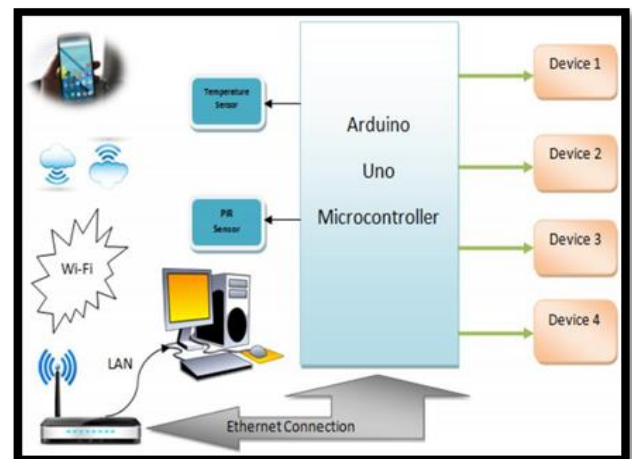 Temperature
Sensor
PIR
Sensor
Wi-Fi
LAN
Ethernet Connection
Arduino
Uno
Microcontroller
Device 1
Device 2
Device 3
Device 4